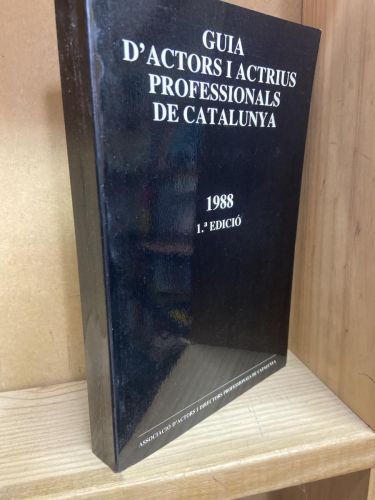 GUIA
D'ACTORS I ACTRIUS
PROFESSIONALS
DE CATALUNYA
1988
1.ª EDICIÓ
ASSOCIACIÓ D'ACTORS I DIRECTORS PROFESSIONALS DE CATALUNYA